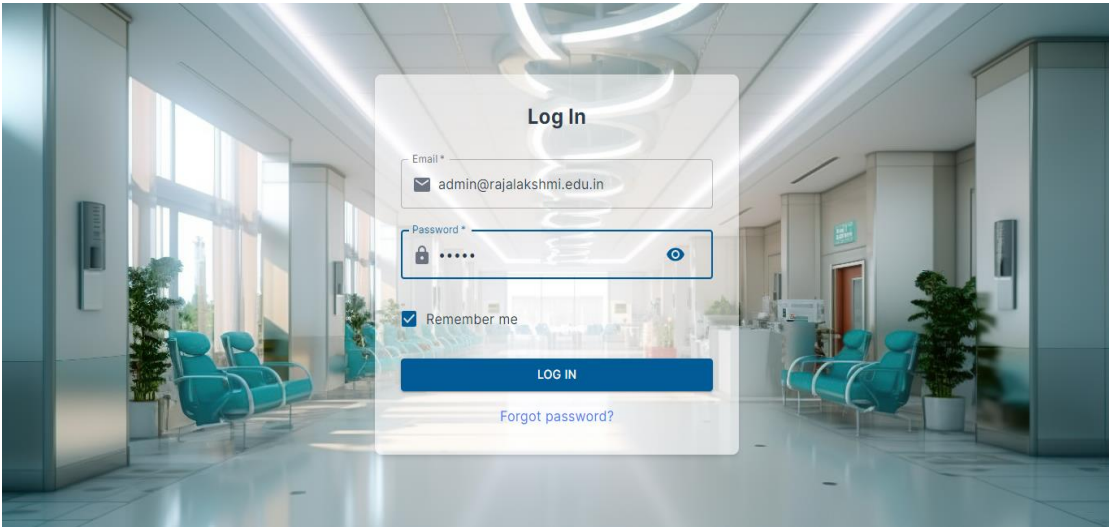 Log In
Email *
admin@rajalakshmi.edu.in
Password *
•••••
Remember me
LOG IN
Forgot password?